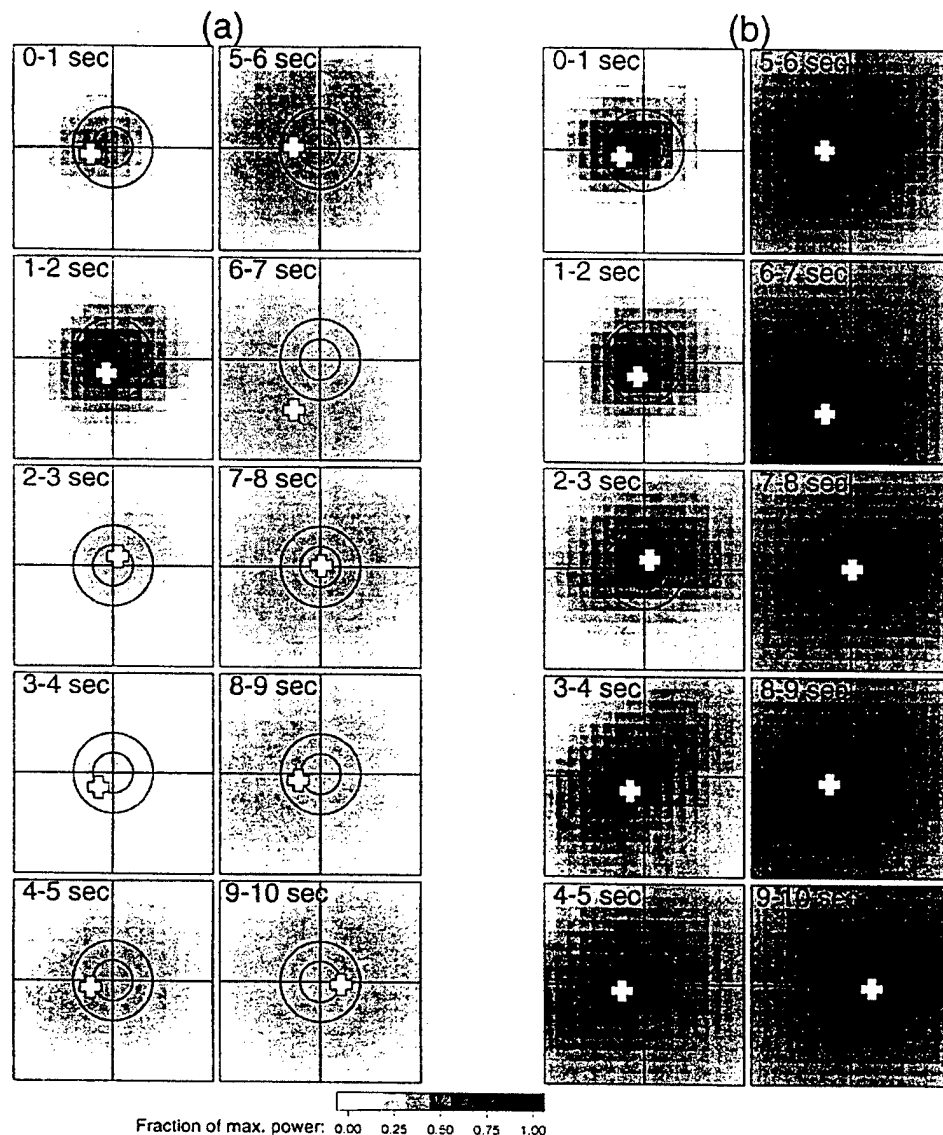 (a)
(b)
0-1 sec
5-6 sec
0-1 sec
5-6 sec
1-2 sec
6-7 sec
1-2 sec
6-7 sec
2-3 sec
7-8 sec
2-3 sec
7-8 sec
3-4 sec
8-9 sec
3-4 sec
8-9 sec
4-5 sec
9-10 sec
4-5 sec
9-10 sec
Fraction of max. power: 0.00 0.25 0.50 0.75 1.00